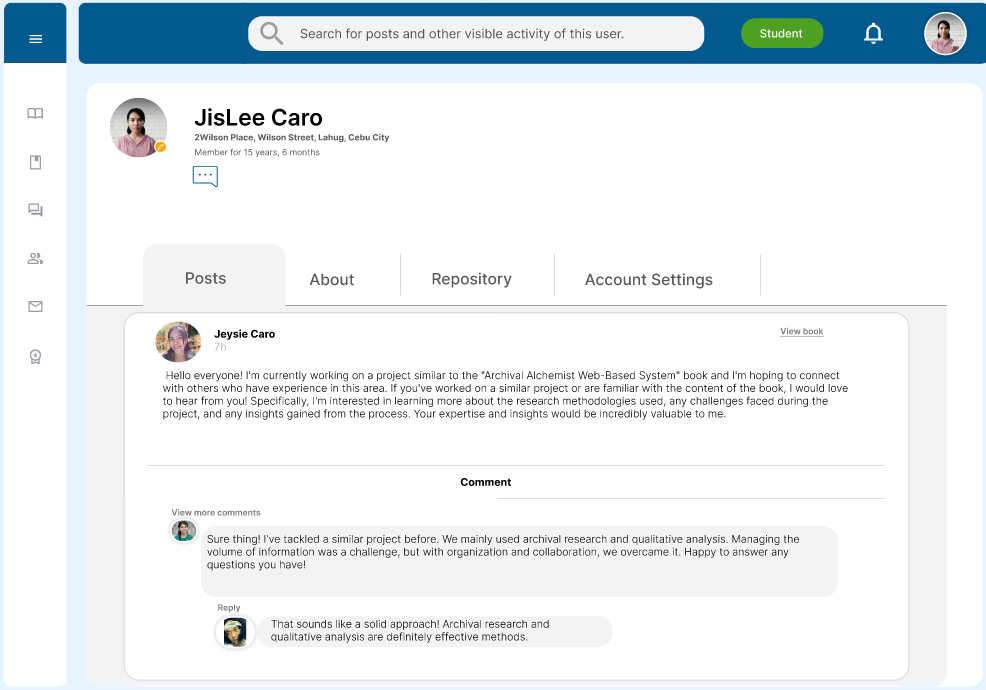 Search for posts and other visible activity of this user.
Student
JisLee Caro
2Wilson Place, Wilson Street, Lahug, Cebu City
Member for 15 years, 6 months
Posts
About
Repository
Account Settings
Jeysie Caro
7h
View book
Hello everyone! I'm currently working on a project similar to the "Archival Alchemist Web-Based System" book and I'm hoping to connect
with others who have experience in this area. If you've worked on a similar project or are familiar with the content of the book, I would love
to hear from you! Specifically, I'm interested in learning more about the research methodologies used, any challenges faced during the
project, and any insights gained from the process. Your expertise and insights would be incredibly valuable to me.
Comment
View more comments
Sure thing! I've tackled a similar project before. We mainly used archival research and qualitative analysis. Managing the
volume of information was a challenge, but with organization and collaboration, we overcame it. Happy to answer any
questions you have!
Reply
That sounds like a solid approach! Archival research and
qualitative analysis are definitely effective methods.